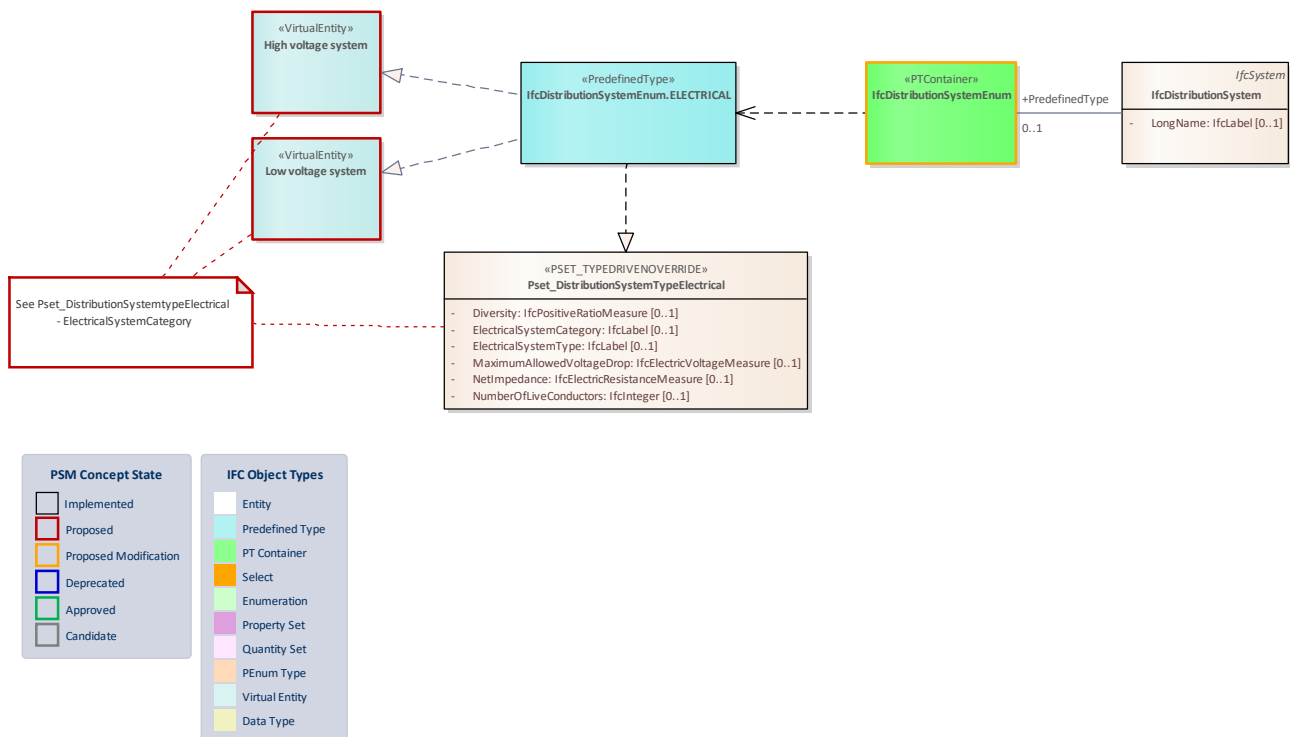 «VirtualEntity»
High voltage system
«VirtualEntity»
Low voltage system
«PredefinedType»
IfcDistributionSystemEnum.ELECTRICAL
«PTContainer»
IfcDistributionSystemEnum
+PredefinedType
0..1
IfcSystem
IfcDistributionSystem
- LongName: IfcLabel [0..1]
See Pset_DistributionSystemtypeElectrical
- ElectricalSystemCategory
«PSET_TYPEDRIVENOVERRIDE»
Pset_DistributionSystemTypeElectrical
- Diversity: IfcPositiveRatioMeasure [0..1]
- ElectricalSystemCategory: IfcLabel [0..1]
- ElectricalSystemType: IfcLabel [0..1]
- MaximumAllowedVoltageDrop: IfcElectricVoltageMeasure [0..1]
- NetImpedance: IfcElectricResistanceMeasure [0..1]
- NumberOfLiveConductors: IfcInteger [0..1]
PSM Concept State
Implemented
Proposed
Proposed Modification
Deprecated
Approved
Candidate
IFC Object Types
Entity
Predefined Type
PT Container
Select
Enumeration
Property Set
Quantity Set
PEnum Type
Virtual Entity
Data Type